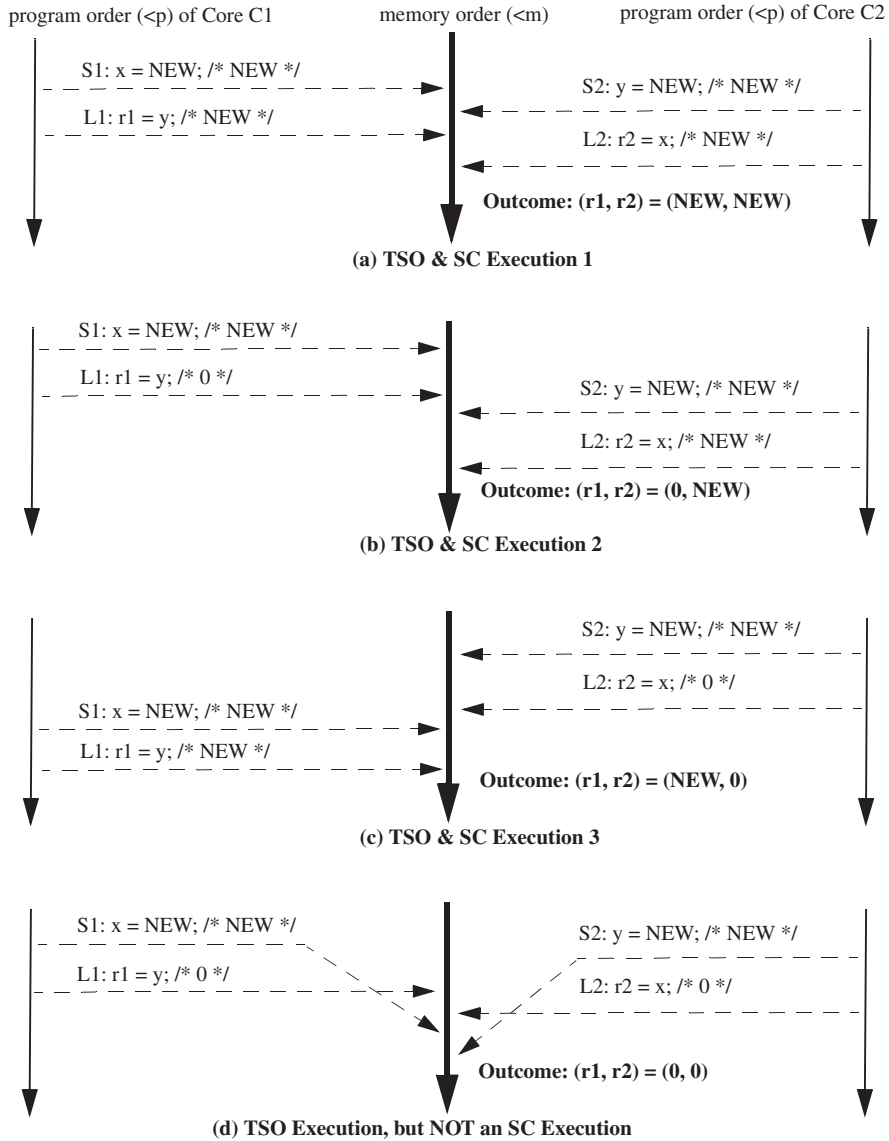 program order (<p) of Core C1 memory order (<m) program order (<p) of Core C2
S1: x = NEW; /* NEW */
S2: y = NEW; /* NEW */
L1: r1 = y; /* NEW */
L2: r2 = x; /* NEW */
Outcome: (r1, r2) = (NEW, NEW)
(a) TSO & SC Execution 1
S1: x = NEW; /* NEW */
L1: r1 = y; /* 0 */
S2: y = NEW; /* NEW */
L2: r2 = x; /* NEW */
Outcome: (r1, r2) = (0, NEW)
(b) TSO & SC Execution 2
S2: y = NEW; /* NEW */
L2: r2 = x; /* 0 */
S1: x = NEW; /* NEW */
L1: r1 = y; /* NEW */
Outcome: (r1, r2) = (NEW, 0)
(c) TSO & SC Execution 3
S1: x = NEW; /* NEW */
S2: y = NEW; /* NEW */
L1: r1 = y; /* 0 */
L2: r2 = x; /* 0 */
Outcome: (r1, r2) = (0, 0)
(d) TSO Execution, but NOT an SC Execution